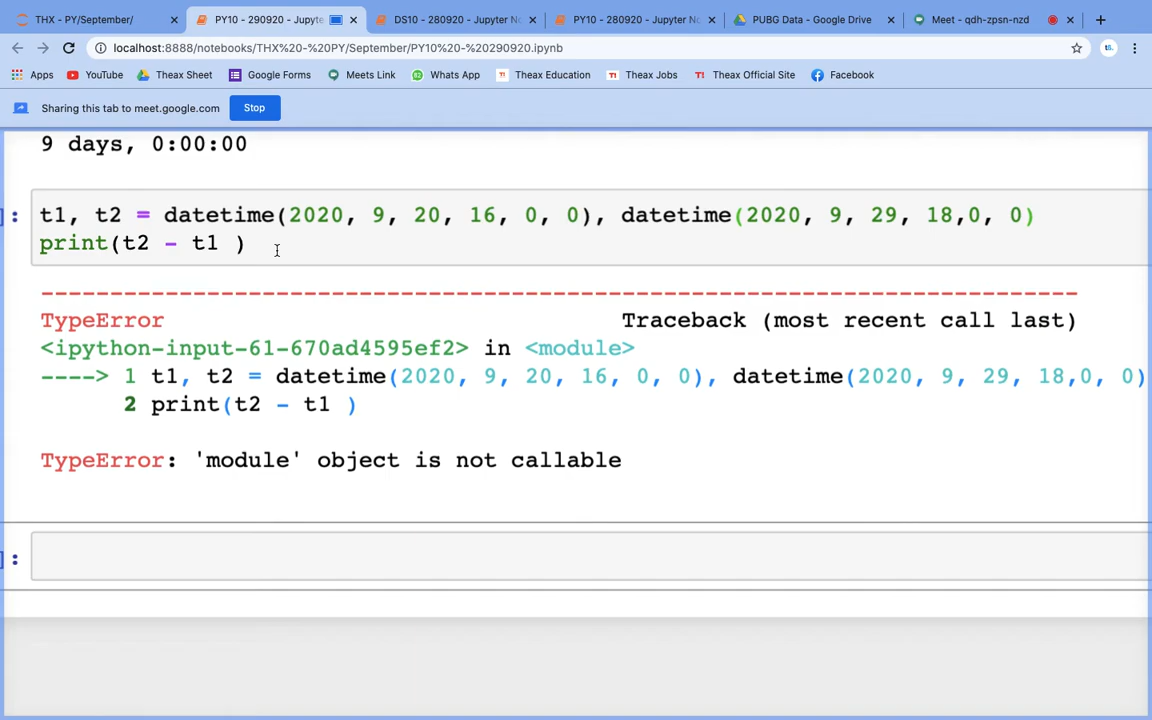 THX - PY/September/
PY10 - 290920 - Jupyte
DS10 - 280920 - Jupyter No
PY10 - 280920 - Jupyter No
PUBG Data - Google Drive
Meet - qdh-zpsn-nzd
localhost:8888/notebooks/THX%20-%20PY/September/PY10%20-%20290920.ipynb
Apps YouTube Theax Sheet Google Forms Meets Link Whats App Theax Education Theax Jobs Theax Official Site Facebook
Sharing this tab to meet.google.com Stop
9 days, 0:00:00
]: t1, t2 = datetime(2020, 9, 20, 16, 0, 0), datetime(2020, 9, 29, 18,0, 0)
print(t2 - t1 )
---------------------------------------------------------------------------
TypeError Traceback (most recent call last)
<ipython-input-61-670ad4595ef2> in <module>
----> 1 t1, t2 = datetime(2020, 9, 20, 16, 0, 0), datetime(2020, 9, 29, 18,0, 0)
2 print(t2 - t1 )
TypeError: 'module' object is not callable
]: